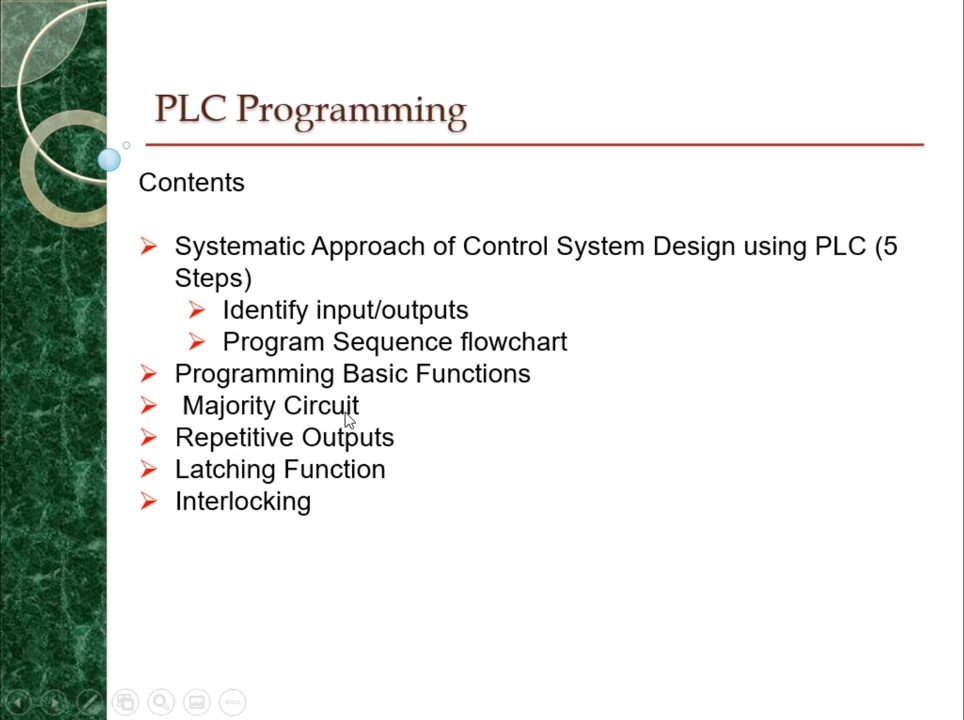 PLC Programming
Contents
Systematic Approach of Control System Design using PLC (5
Steps)
Identify input/outputs
Program Sequence flowchart
Programming Basic Functions
Majority Circuit
Repetitive Outputs
Latching Function
Interlocking